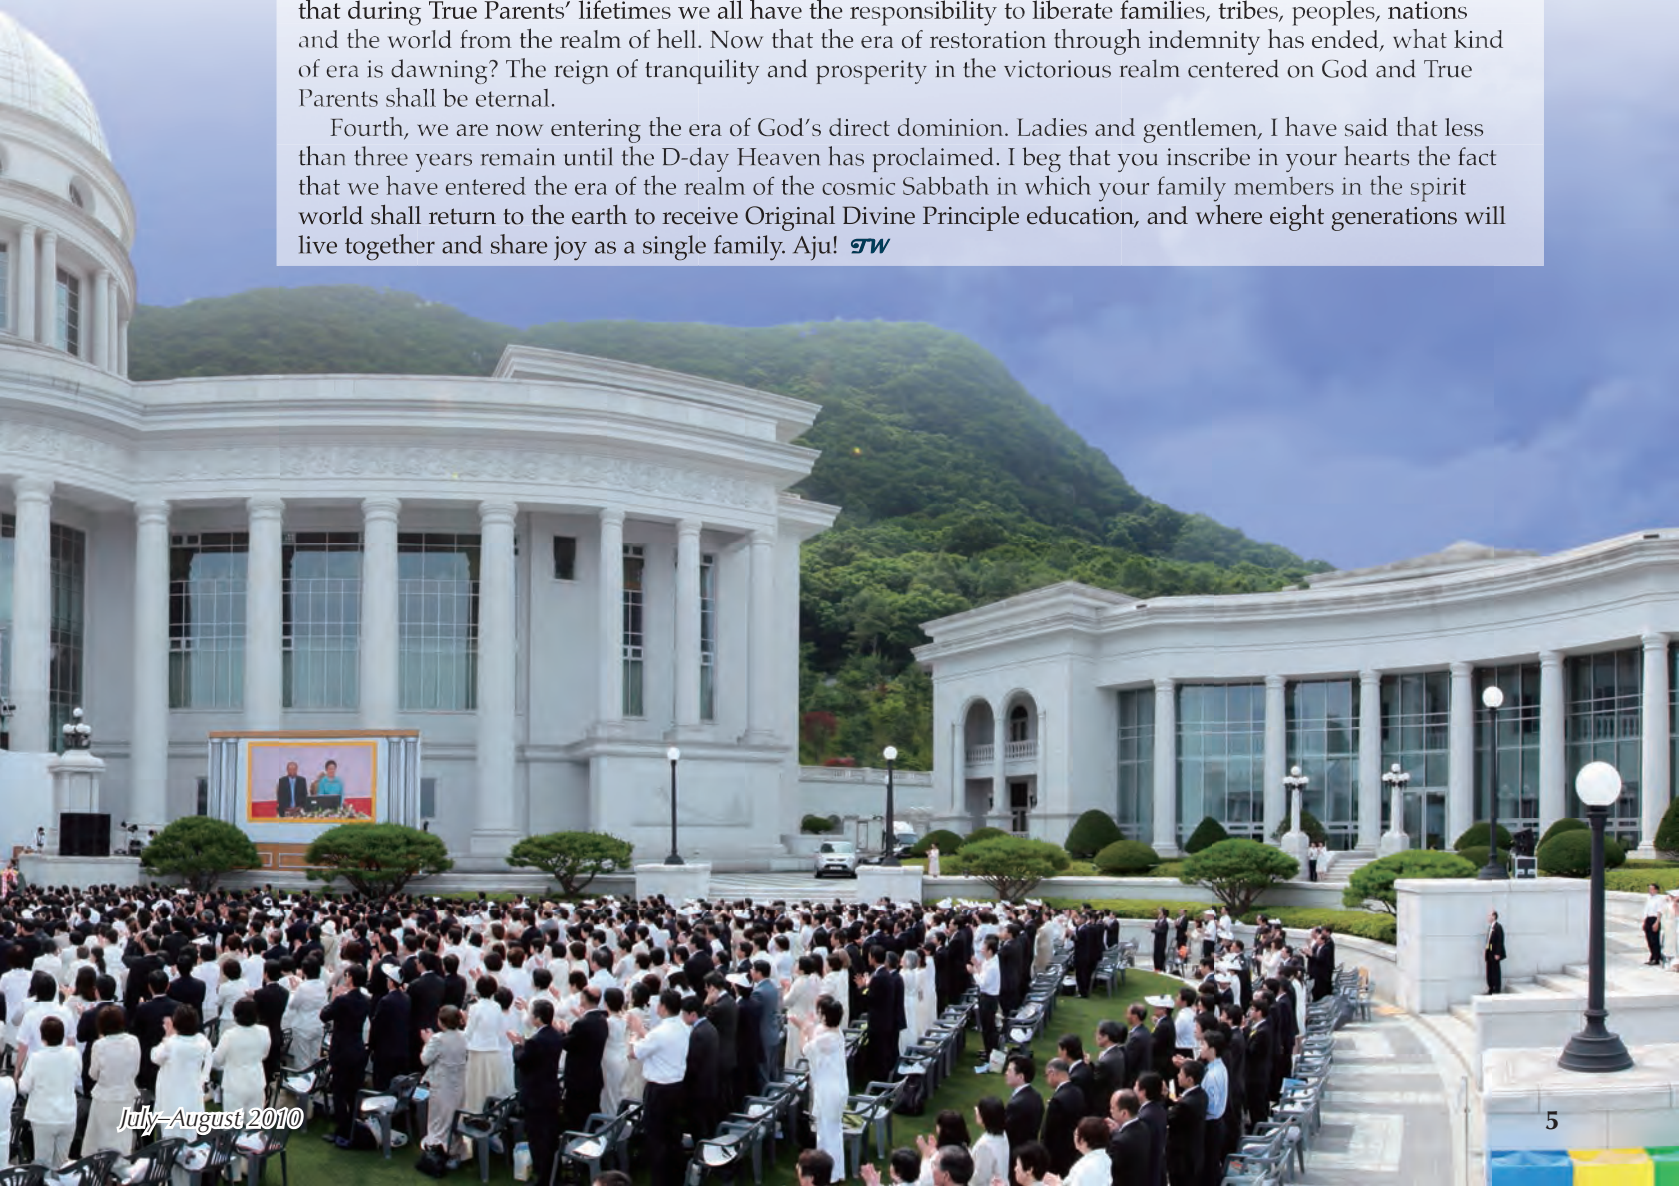 that during True Parents’ lifetimes we all have the responsibility to liberate families, tribes, peoples, nations
and the world from the realm of hell. Now that the era of restoration through indemnity has ended, what kind
of era is dawning? The reign of tranquility and prosperity in the victorious realm centered on God and True
Parents shall be eternal.
Fourth, we are now entering the era of God’s direct dominion. Ladies and gentlemen, I have said that less
than three years remain until the D-day Heaven has proclaimed. I beg that you inscribe in your hearts the fact
that we have entered the era of the realm of the cosmic Sabbath in which your family members in the spirit
world shall return to the earth to receive Original Divine Principle education, and where eight generations will
live together and share joy as a single family. Aju! TW
July–August 2010
5